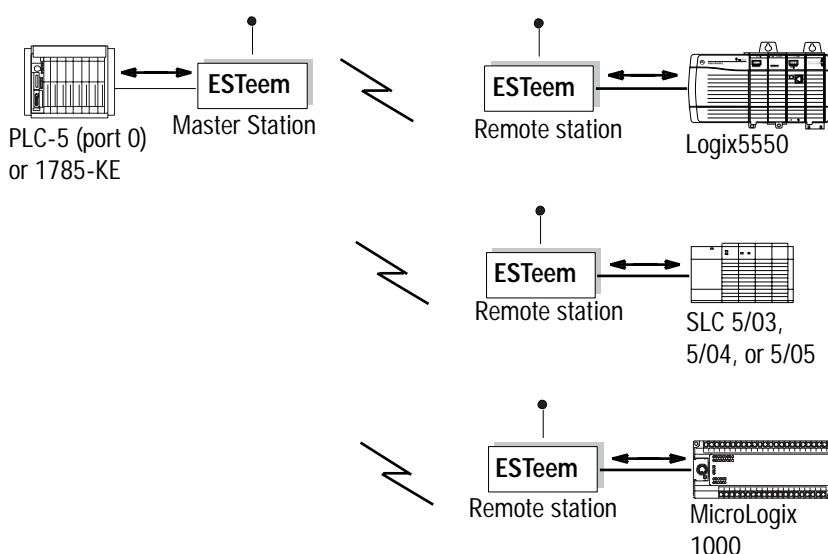 ESTeem
Master Station
PLC-5 (port 0)
or 1785-KE
ESTeem
Remote station
Logix5550
ESTeem
Remote station
SLC 5/03,
5/04, or 5/05
ESTeem
Remote station
MicroLogix
1000